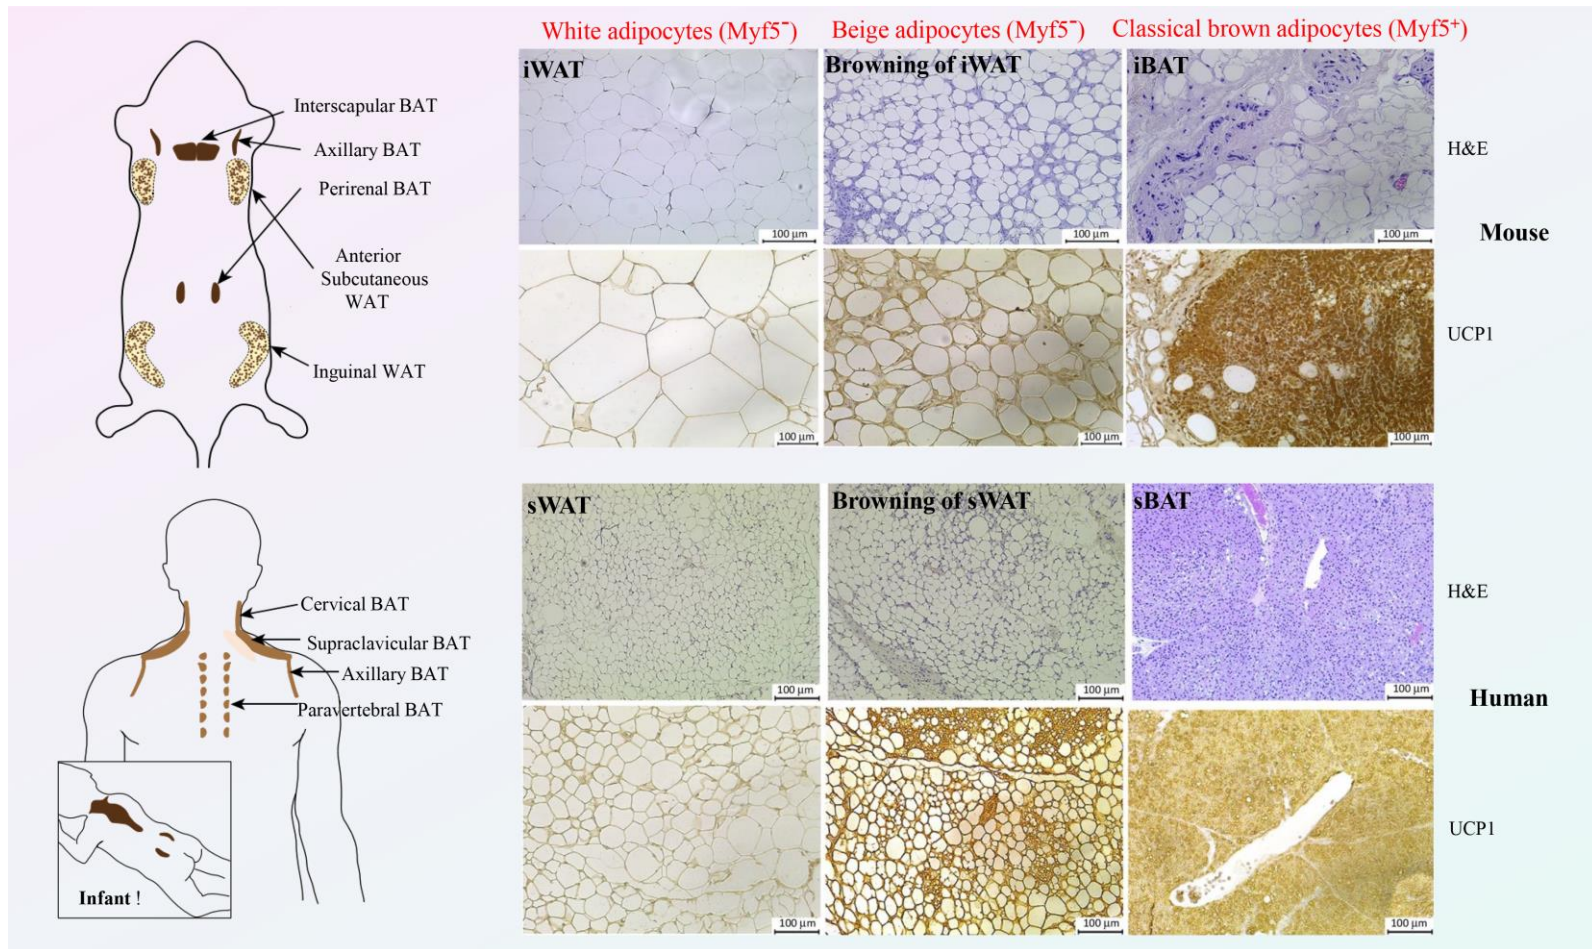 White adipocytes (Myf5⁻)
Beige adipocytes (Myf5⁻)
Classical brown adipocytes (Myf5⁺)
Interscapular BAT
Axillary BAT
Perirenal BAT
Anterior
Subcutaneous
WAT
Inguinal WAT
iWAT
100 μm
Browning of iWAT
100 μm
iBAT
100 μm
H&E
100 μm
100 μm
100 μm
UCP1
Mouse
Cervical BAT
Supraclavicular BAT
Axillary BAT
Paravertebral BAT
Infant !
sWAT
100 μm
Browning of sWAT
100 μm
sBAT
100 μm
H&E
100 μm
100 μm
100 μm
UCP1
Human